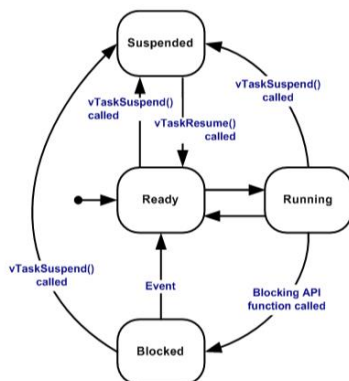 Suspended
vTaskSuspend()
called
vTaskSuspend()
called
vTaskResume()
called
Ready
Running
vTaskSuspend()
called
Event
Blocking API
function called
Blocked